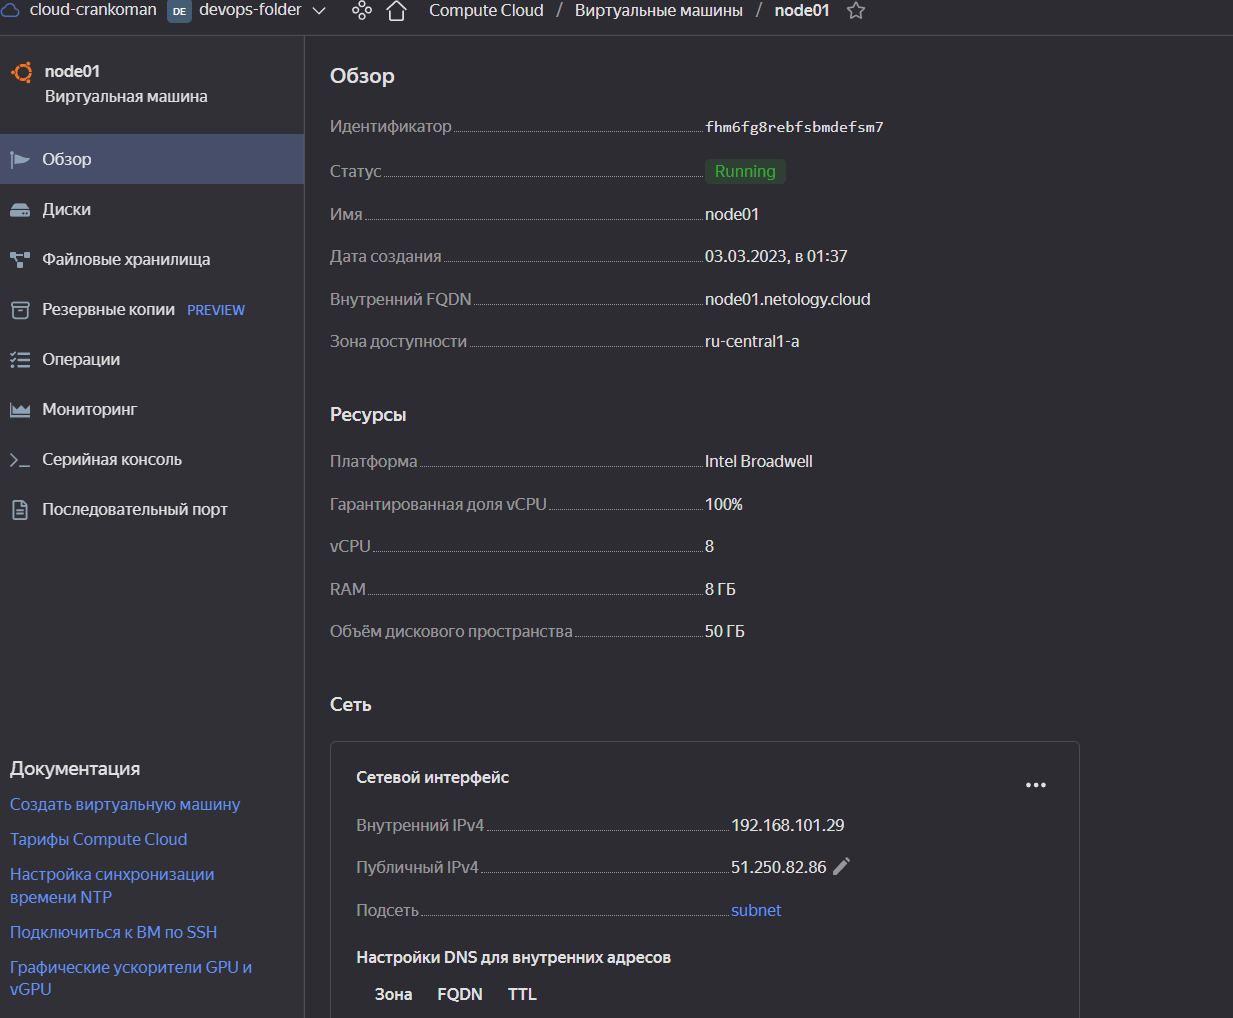 cloud-crankoman DE devops-folder Compute Cloud / Виртуальные машины / node01
node01
Виртуальная машина
Обзор
Диски
Файловые хранилища
Резервные копии PREVIEW
Операции
Мониторинг
Серийная консоль
Последовательный порт
Документация
Создать виртуальную машину
Тарифы Compute Cloud
Настройка синхронизации
времени NTP
Подключиться к ВМ по SSH
Графические ускорители GPU и
vGPU
Обзор
Идентификатор fhm6fg8rebfsbmdefsm7
Статус Running
Имя node01
Дата создания 03.03.2023, в 01:37
Внутренний FQDN node01.netology.cloud
Зона доступности ru-central1-a
Ресурсы
Платформа Intel Broadwell
Гарантированная доля vCPU 100%
vCPU 8
RAM 8 ГБ
Объём дискового пространства 50 ГБ
Сеть
Сетевой интерфейс
Внутренний IPv4 192.168.101.29
Публичный IPv4 51.250.82.86
Подсеть subnet
Настройки DNS для внутренних адресов
Зона FQDN TTL